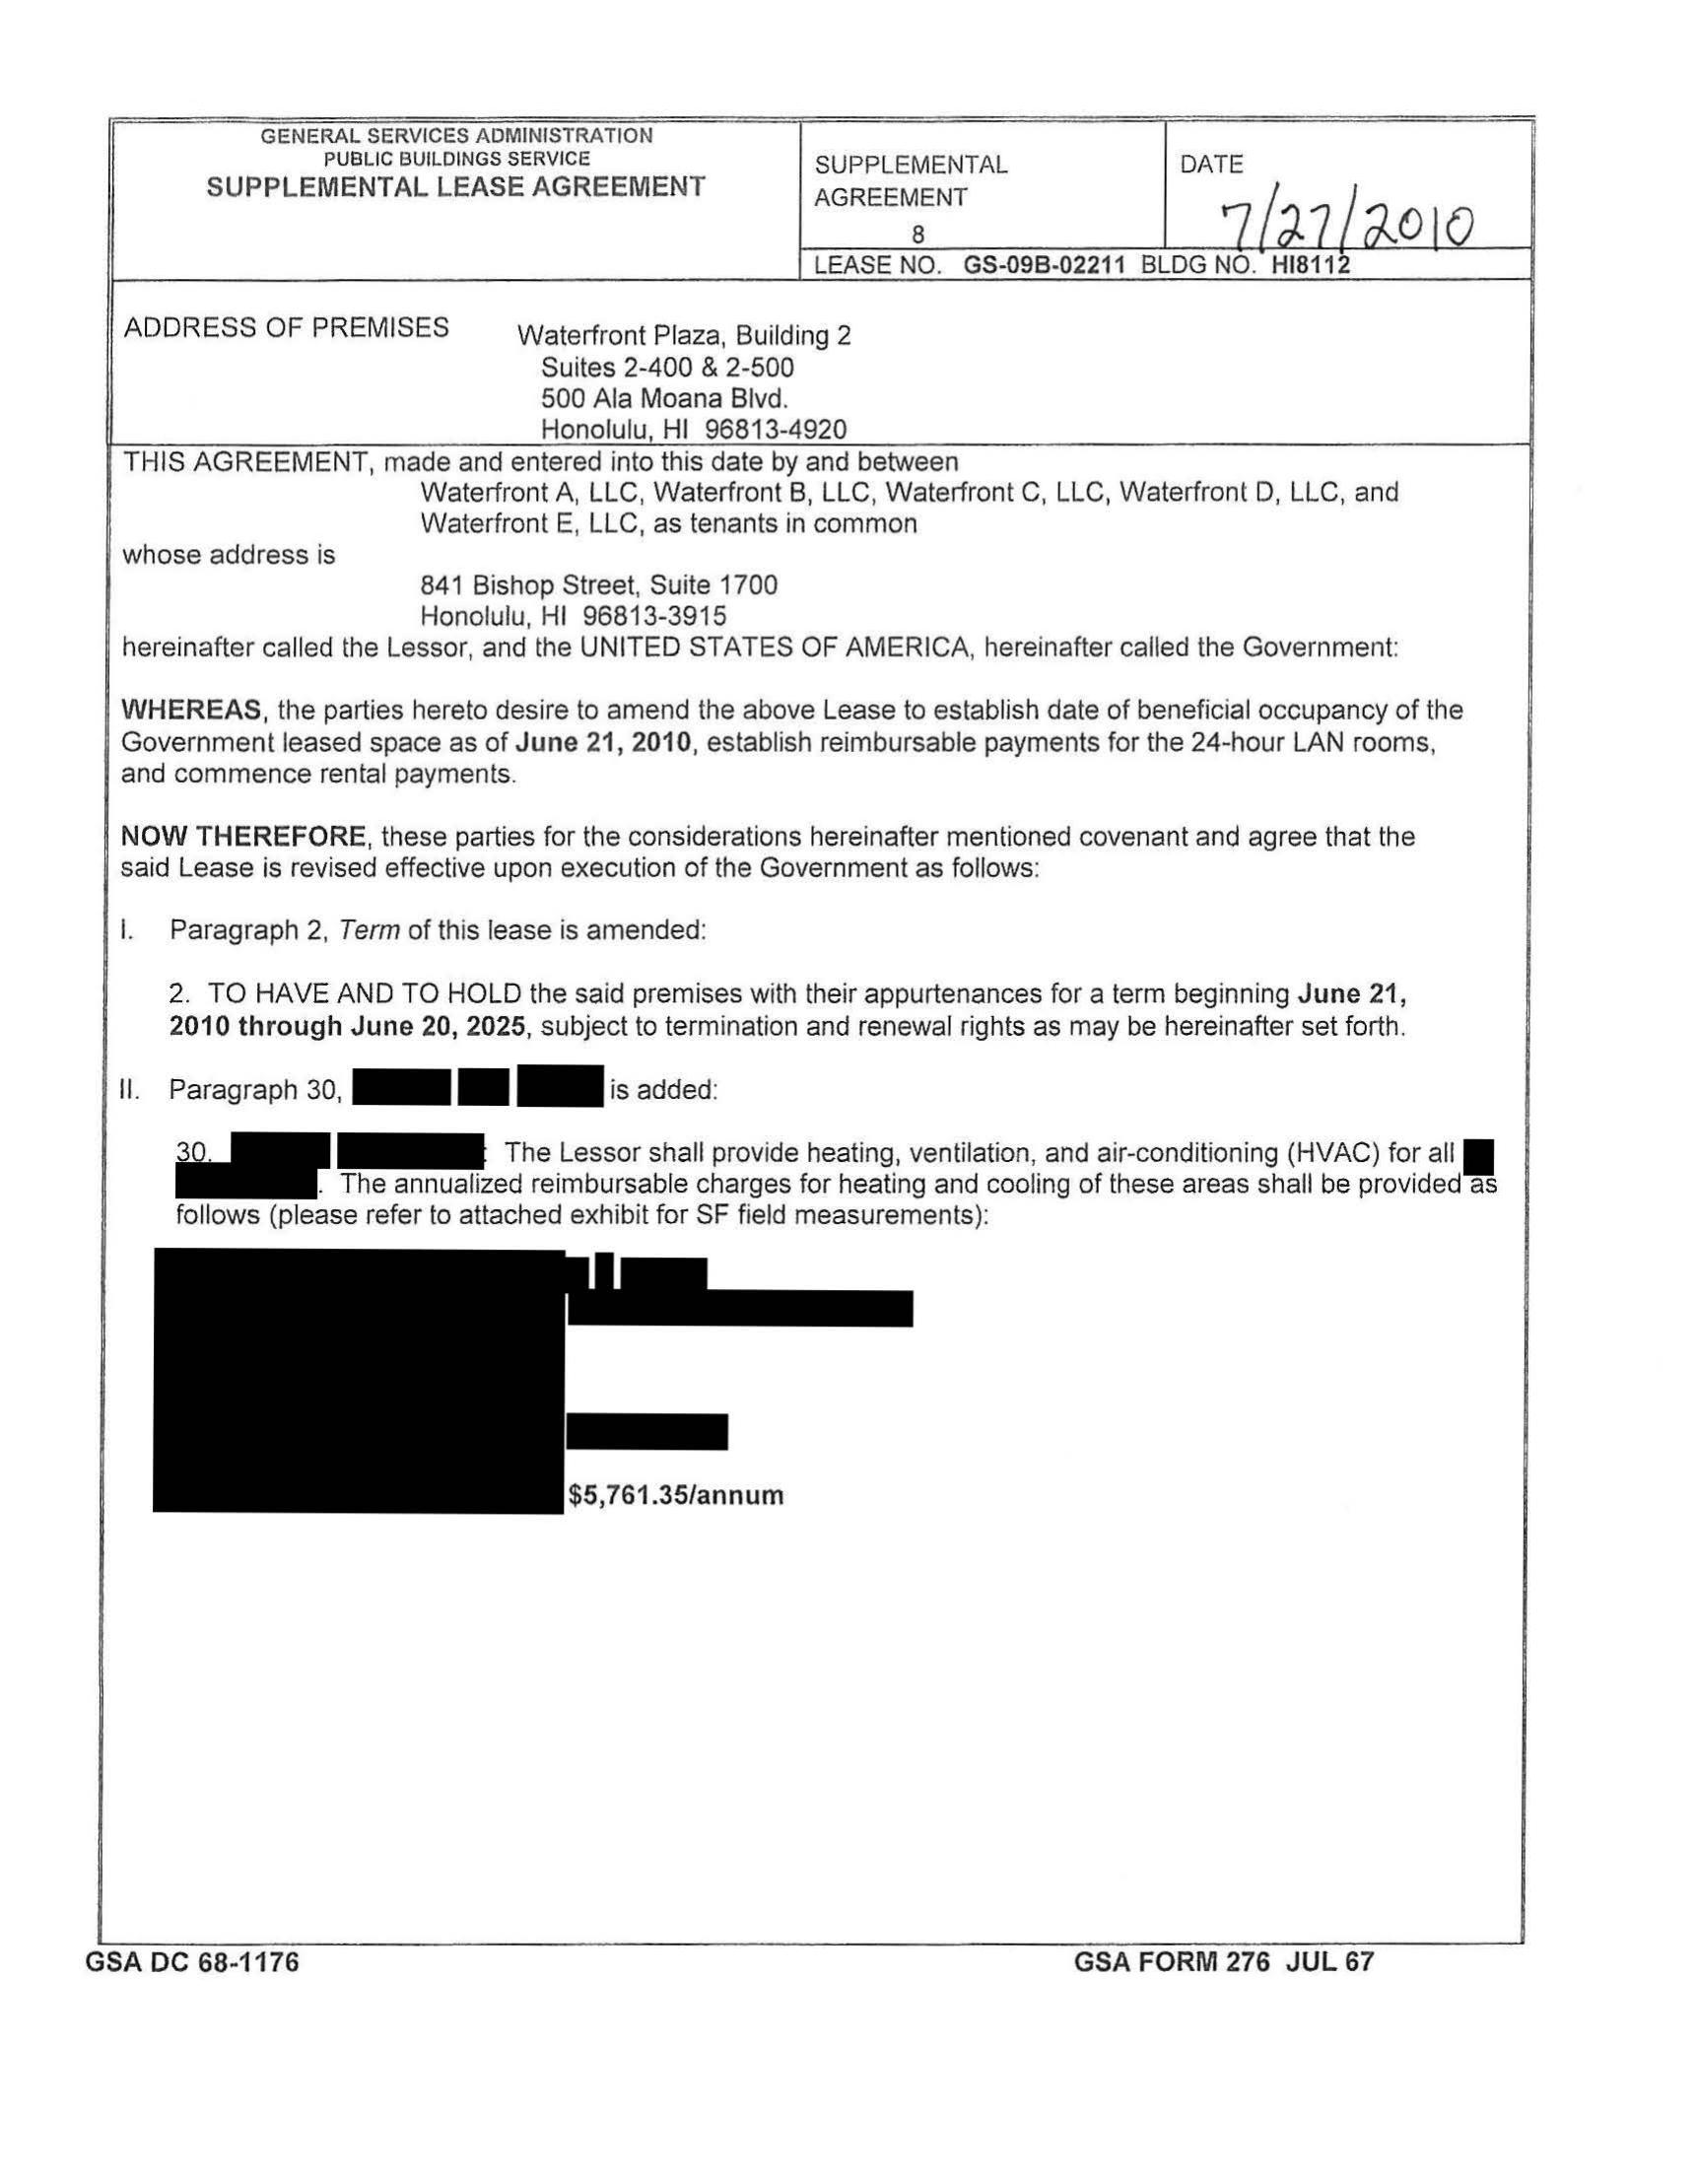 GENERAL SERVICES ADMINISTRATION
PUBLIC BUILDINGS SERVICE
SUPPLEMENTAL LEASE AGREEMENT
SUPPLEMENTAL
AGREEMENT
8
DATE
7/27/2010
LEASE NO. GS-09B-02211 BLDG NO. HI8112
ADDRESS OF PREMISES
Waterfront Plaza, Building 2
Suites 2-400 & 2-500
500 Ala Moana Blvd.
Honolulu, HI 96813-4920
THIS AGREEMENT, made and entered into this date by and between
Waterfront A, LLC, Waterfront B, LLC, Waterfront C, LLC, Waterfront D, LLC, and
Waterfront E, LLC, as tenants in common
whose address is
841 Bishop Street, Suite 1700
Honolulu, HI 96813-3915
hereinafter called the Lessor, and the UNITED STATES OF AMERICA, hereinafter called the Government:
WHEREAS, the parties hereto desire to amend the above Lease to establish date of beneficial occupancy of the
Government leased space as of June 21, 2010, establish reimbursable payments for the 24-hour LAN rooms,
and commence rental payments.
NOW THEREFORE, these parties for the considerations hereinafter mentioned covenant and agree that the
said Lease is revised effective upon execution of the Government as follows:
I. Paragraph 2, Term of this lease is amended:
2. TO HAVE AND TO HOLD the said premises with their appurtenances for a term beginning June 21,
2010 through June 20, 2025, subject to termination and renewal rights as may be hereinafter set forth.
II. Paragraph 30, is added:
30. : The Lessor shall provide heating, ventilation, and air-conditioning (HVAC) for all
. The annualized reimbursable charges for heating and cooling of these areas shall be provided as
follows (please refer to attached exhibit for SF field measurements):
$5,761.35/annum
GSA DC 68-1176
GSA FORM 276 JUL 67